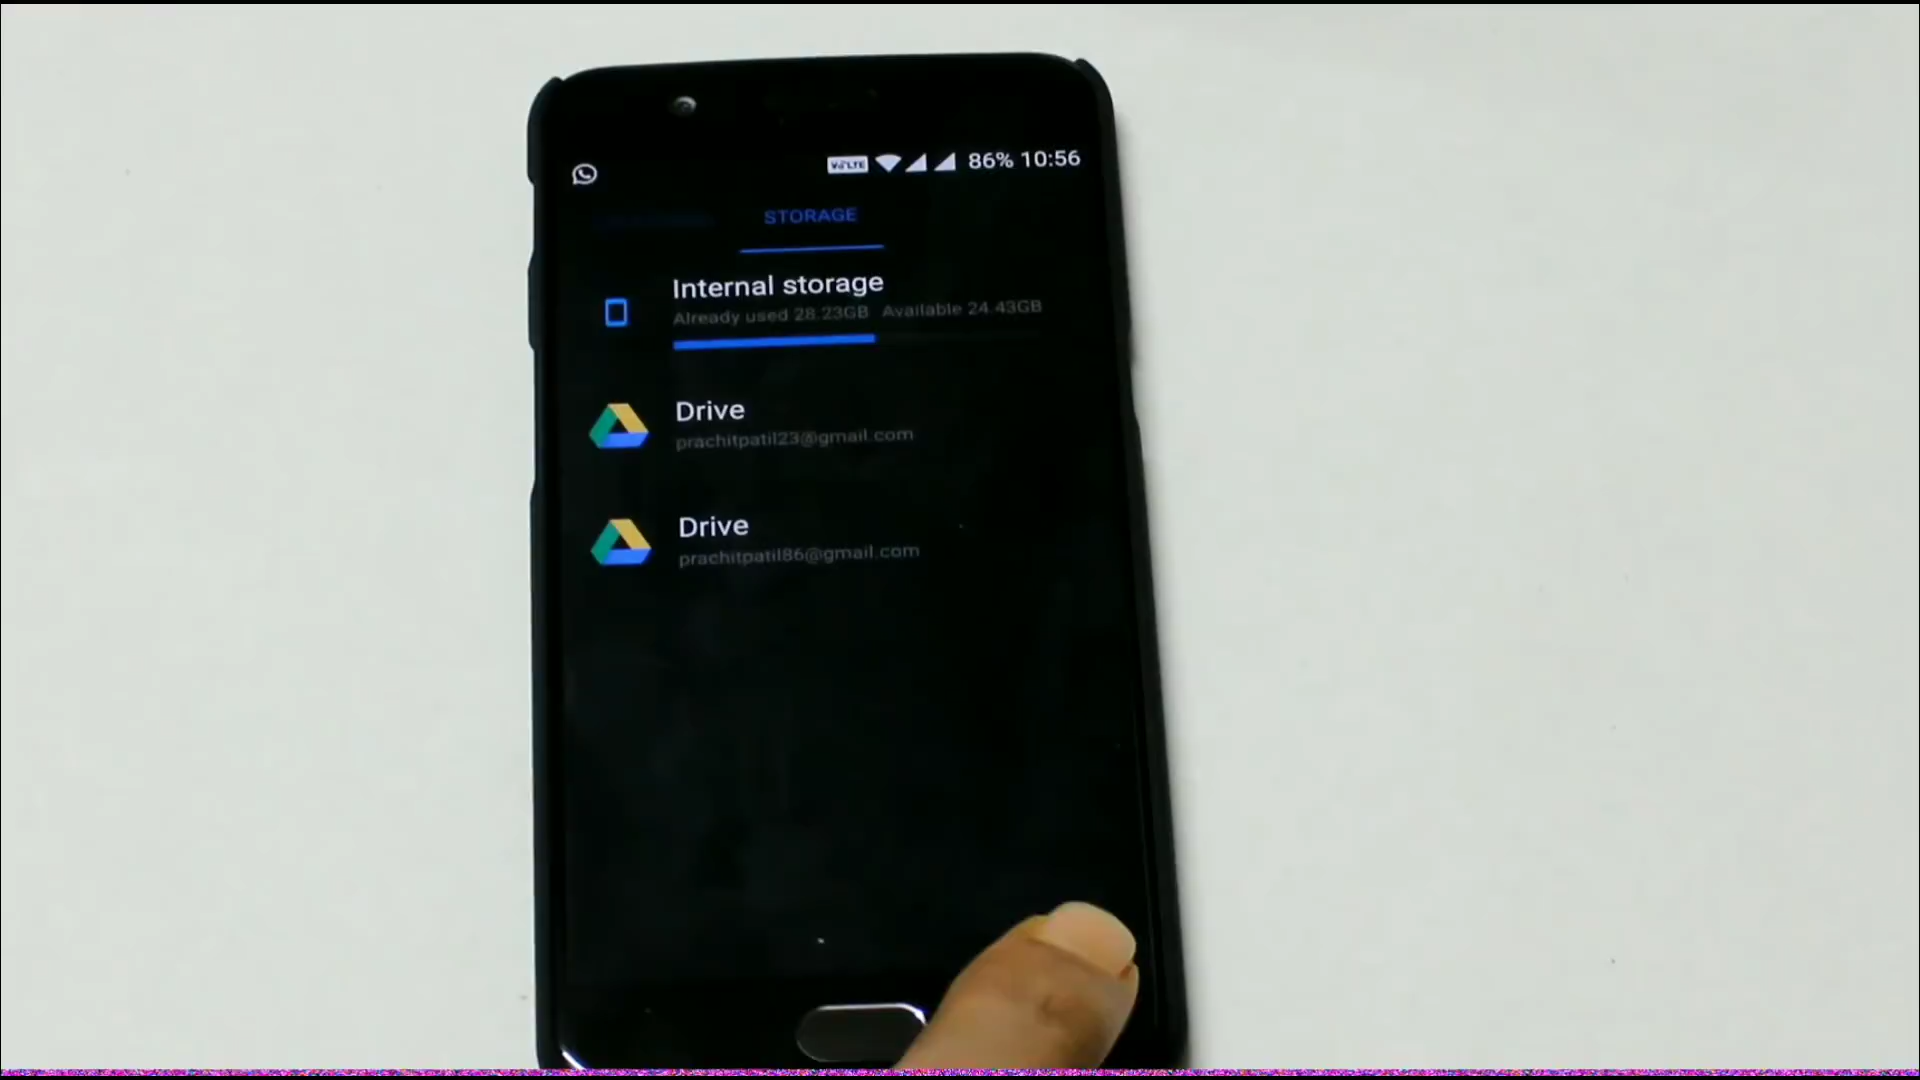 VoLTE 86% 10:56
STORAGE
Internal storage
Already used 28.23GB Available 24.43GB
Drive
prachitpatil23@gmail.com
Drive
prachitpatil86@gmail.com